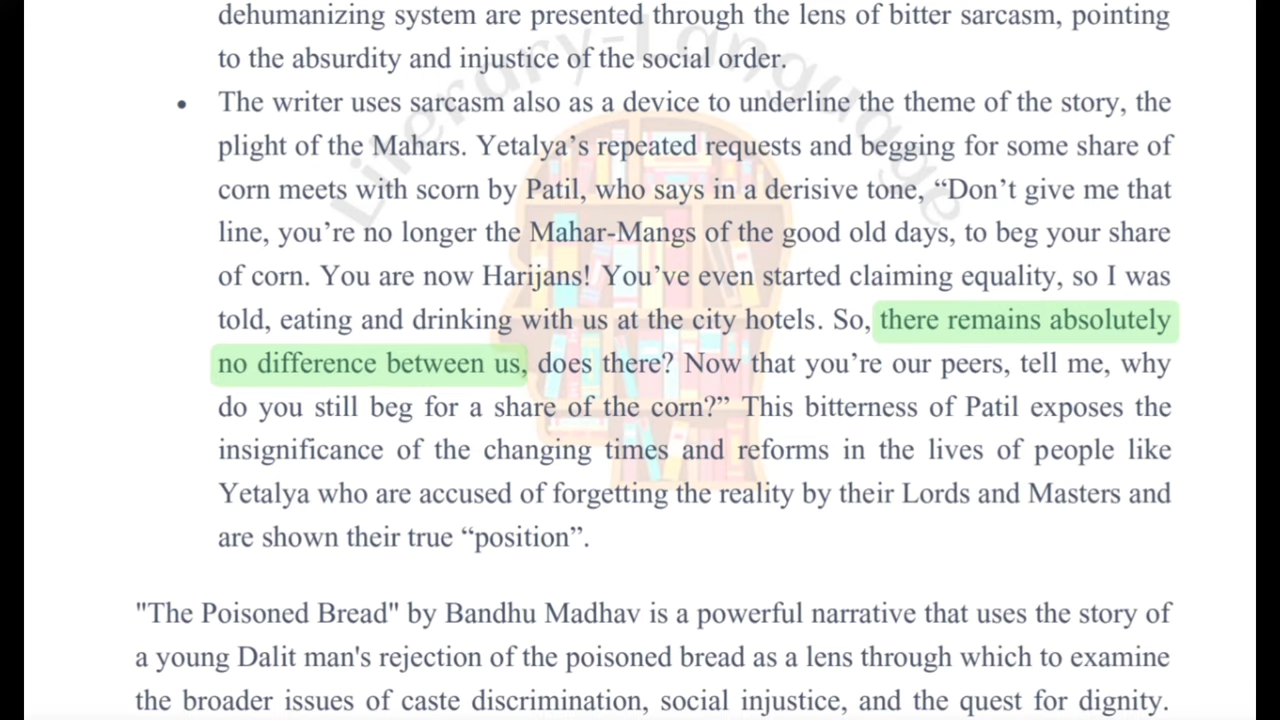 dehumanizing system are presented through the lens of bitter sarcasm, pointing
to the absurdity and injustice of the social order.
• The writer uses sarcasm also as a device to underline the theme of the story, the
plight of the Mahars. Yetalya’s repeated requests and begging for some share of
corn meets with scorn by Patil, who says in a derisive tone, “Don’t give me that
line, you’re no longer the Mahar-Mangs of the good old days, to beg your share
of corn. You are now Harijans! You’ve even started claiming equality, so I was
told, eating and drinking with us at the city hotels. So, there remains absolutely
no difference between us, does there? Now that you’re our peers, tell me, why
do you still beg for a share of the corn?” This bitterness of Patil exposes the
insignificance of the changing times and reforms in the lives of people like
Yetalya who are accused of forgetting the reality by their Lords and Masters and
are shown their true “position”.
"The Poisoned Bread" by Bandhu Madhav is a powerful narrative that uses the story of
a young Dalit man's rejection of the poisoned bread as a lens through which to examine
the broader issues of caste discrimination, social injustice, and the quest for dignity.
Literary-Language